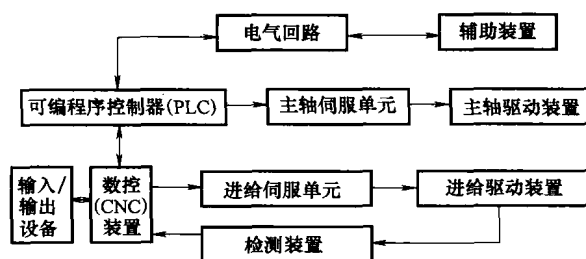 电气回路
辅助装置
可编程序控制器(PLC)
主轴伺服单元
主轴驱动装置
输入/
输出
设备
数控
(CNC)
装置
进给伺服单元
进给驱动装置
检测装置